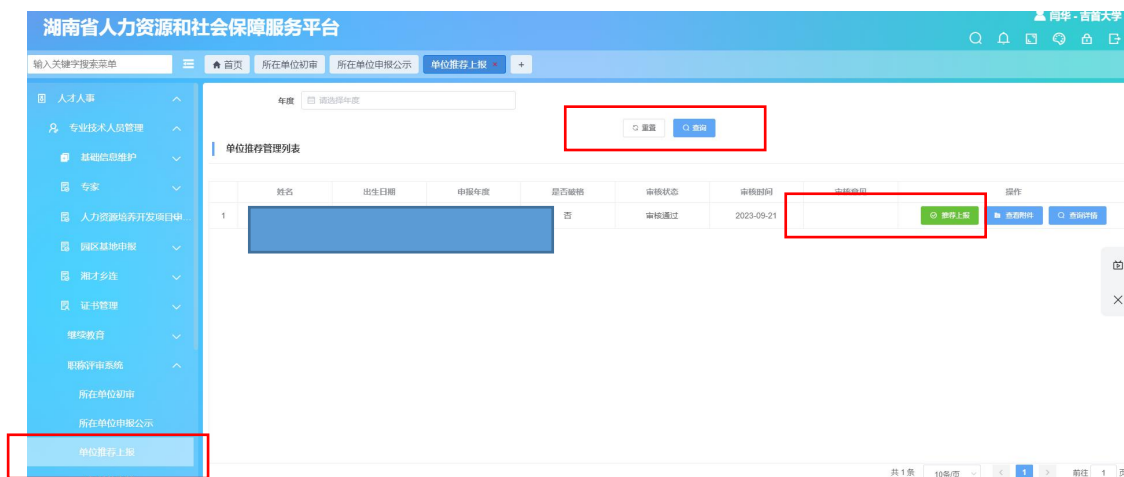 湖南省人力资源和社会保障服务平台
闫华 - 吉首大学
输入关键字搜索菜单
首页 所在单位初审 所在单位申报公示 单位推荐上报 × +
人才人事
专业技术人员管理
基础信息维护
专家
人力资源培养开发项目申...
园区基地申报
湘才乡连
证书管理
继续教育
职称评审系统
所在单位初审
所在单位申报公示
单位推荐上报
年度 请选择年度
重置 查询
单位推荐管理列表
姓名 出生日期 申报年度 是否破格 审核状态 审核时间 审核意见 操作
1 否 审核通过 2023-09-21 推荐上报 查看附件 查询详情
共 1 条 10条/页 < 1 > 前往 1 页